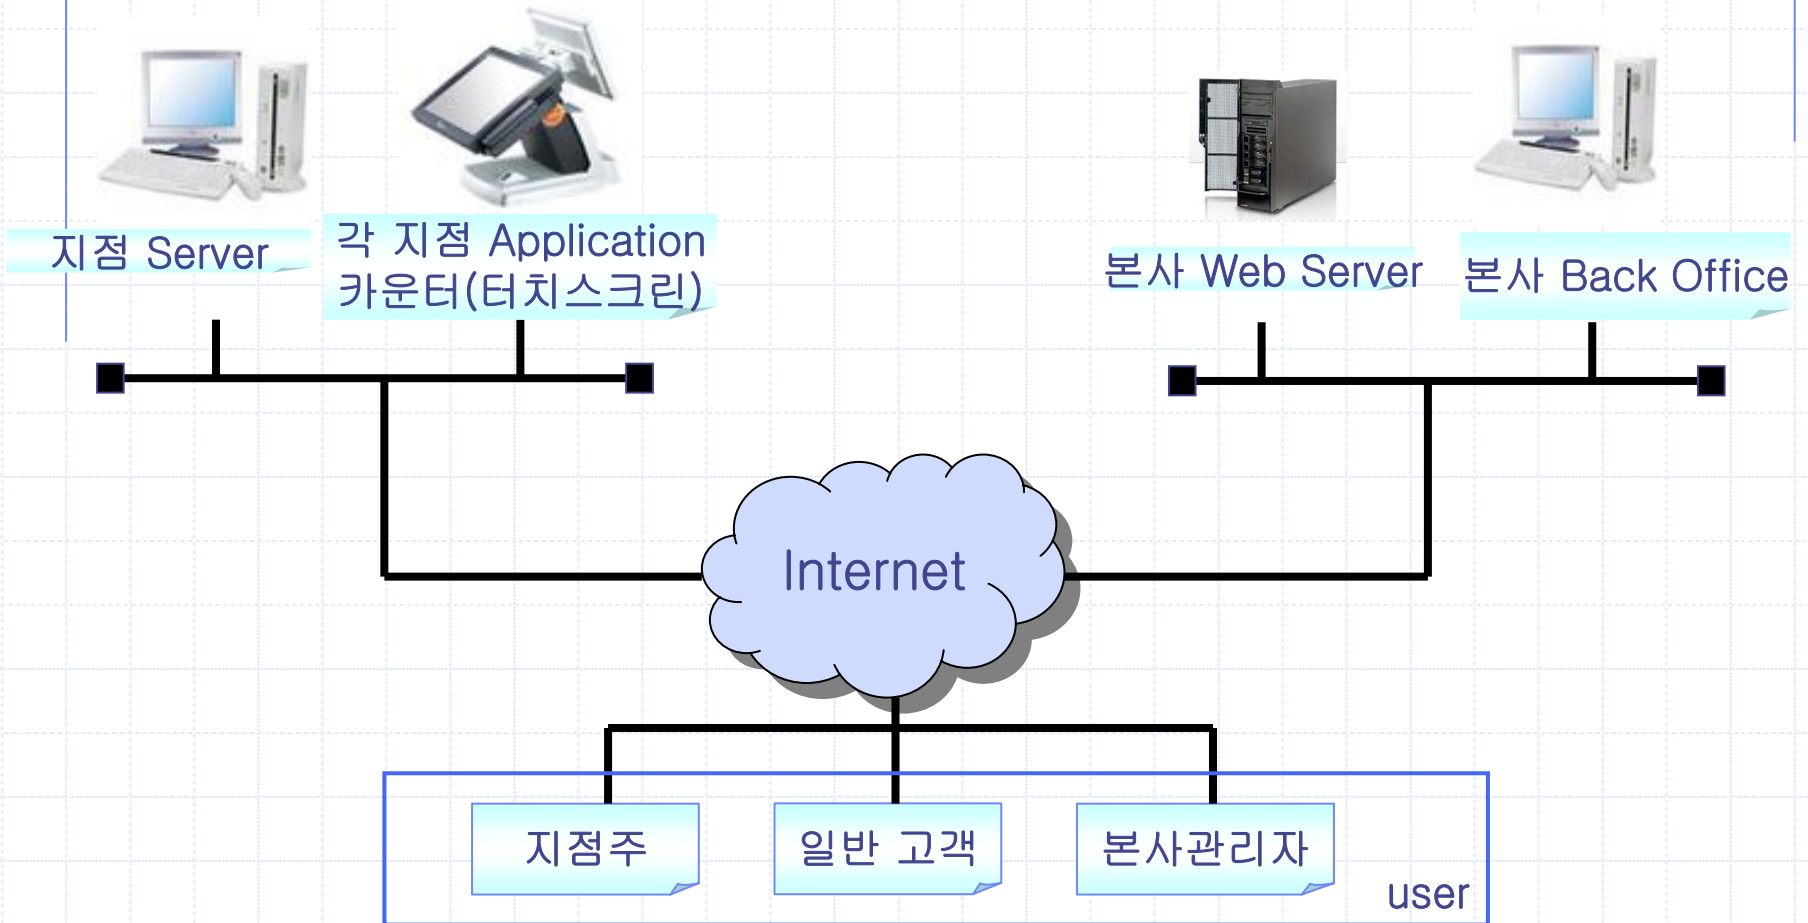 지점 Server
각 지점 Application
카운터(터치스크린)
본사 Web Server
본사 Back Office
Internet
지점주
일반 고객
본사관리자
user